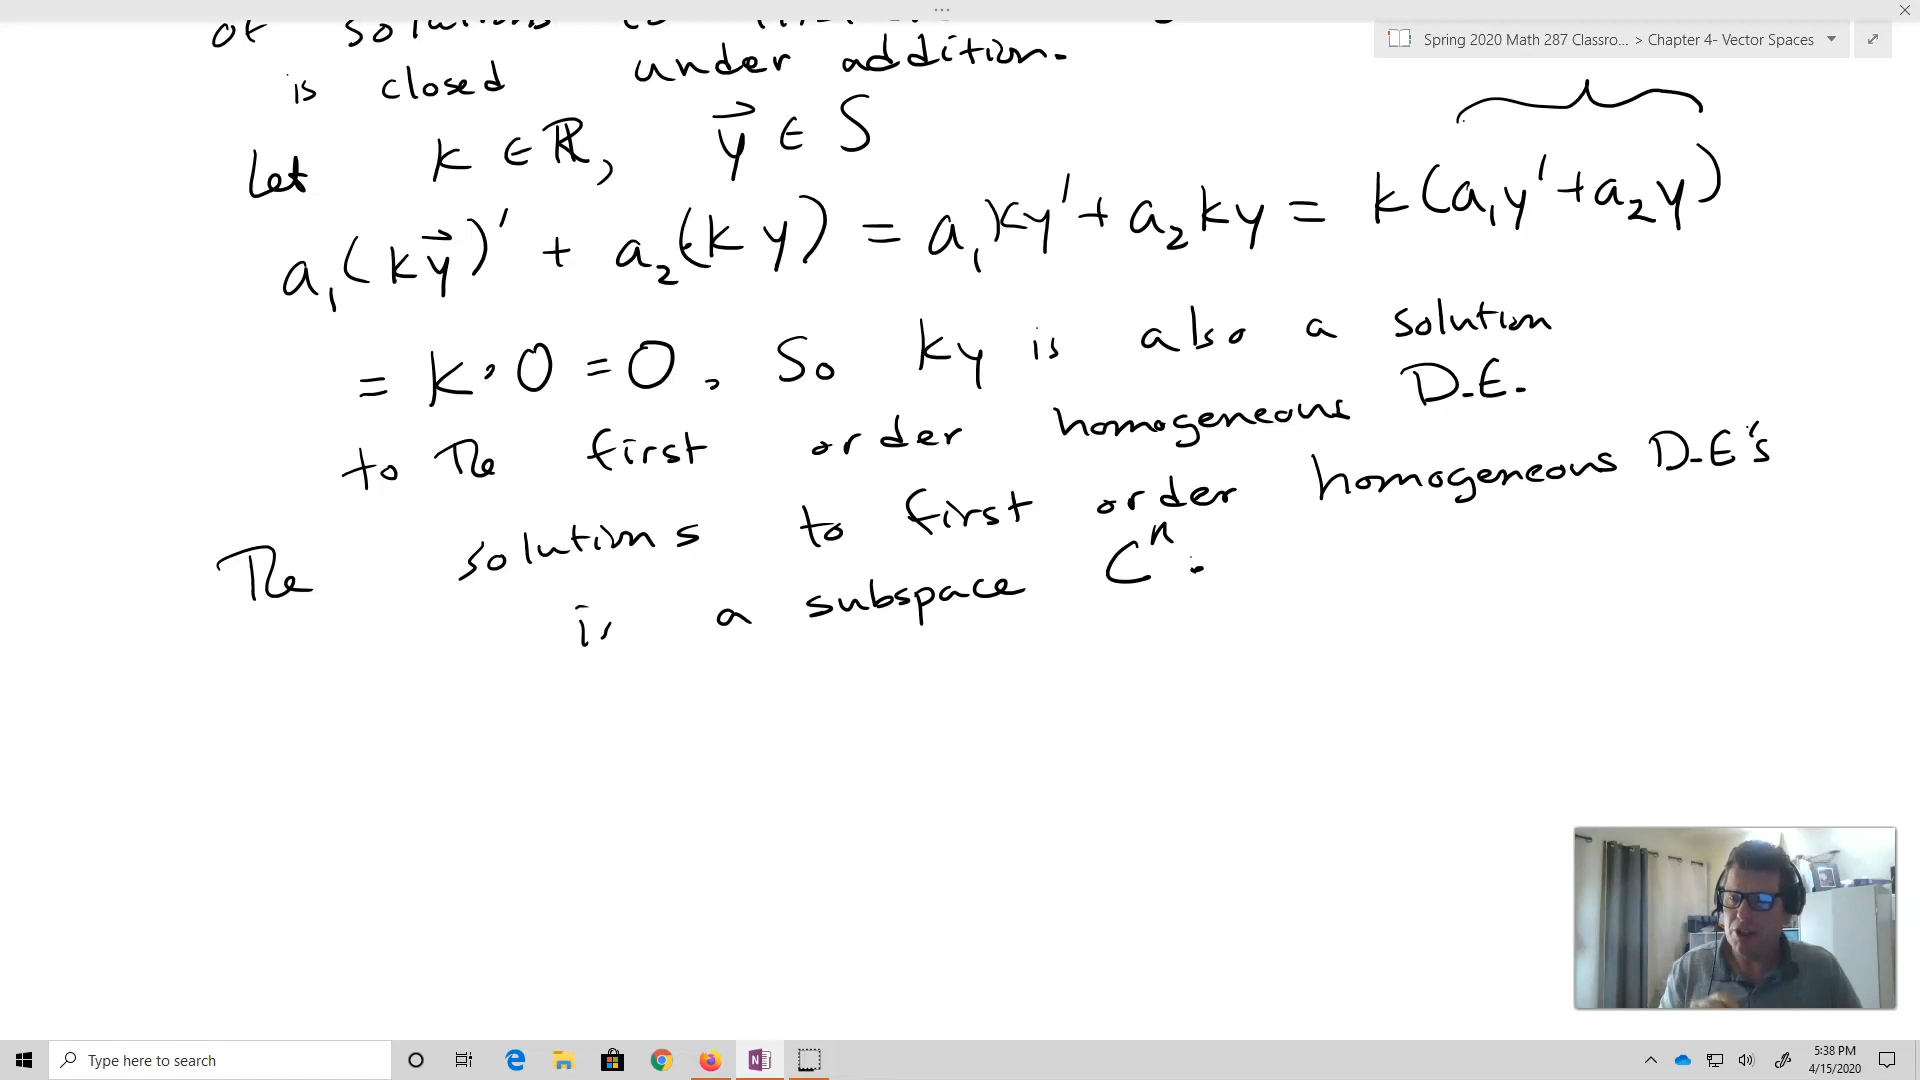 of solutions
Spring 2020 Math 287 Classro... > Chapter 4- Vector Spaces
is closed under addition.
Let k ∈ ℝ, y⃗ ∈ S
a₁(ky⃗)' + a₂(ky) = a₁ky' + a₂ky = k(a₁y' + a₂y)
= k·0 = 0. So ky is also a solution
to The first order homogeneous D.E.
The solutions to first order homogeneous D.E's
is a subspace Cⁿ.
Type here to search
5:38 PM
4/15/2020